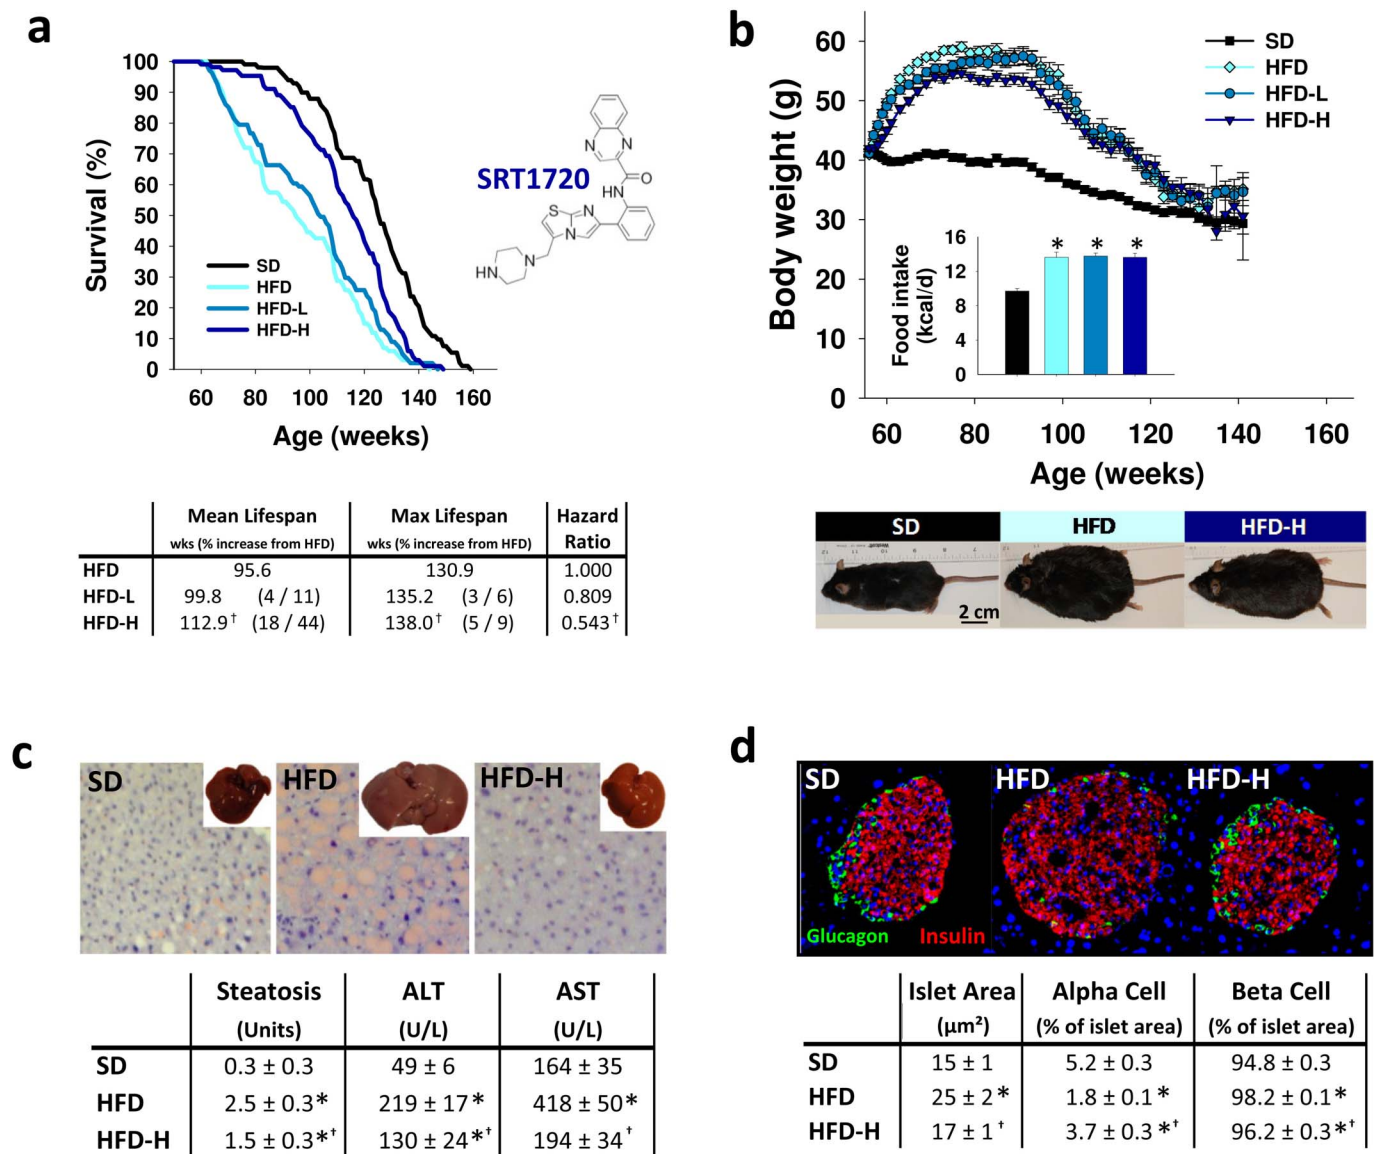 a
100
90
80
70
60
50
40
30
20
10
0
Survival (%)
SD
HFD
HFD-L
HFD-H
60 80 100 120 140 160
Age (weeks)
SRT1720
N
N
O
HN
S
N
N
N
HN
Mean Lifespan Max Lifespan Hazard
wks (% increase from HFD) wks (% increase from HFD) Ratio
HFD 95.6 130.9 1.000
HFD-L 99.8 (4 / 11) 135.2 (3 / 6) 0.809
HFD-H 112.9† (18 / 44) 138.0† (5 / 9) 0.543†
b
60
50
40
30
20
10
0
Body weight (g)
SD
HFD
HFD-L
HFD-H
16
12
8
4
0
Food intake
(kcal/d)
* * *
60 80 100 120 140 160
Age (weeks)
SD HFD HFD-H
2 cm
c
SD HFD HFD-H
Steatosis ALT AST
(Units) (U/L) (U/L)
SD 0.3 ± 0.3 49 ± 6 164 ± 35
HFD 2.5 ± 0.3* 219 ± 17* 418 ± 50*
HFD-H 1.5 ± 0.3*† 130 ± 24*† 194 ± 34†
d
SD HFD HFD-H
Glucagon Insulin
Islet Area Alpha Cell Beta Cell
(µm²) (% of islet area) (% of islet area)
SD 15 ± 1 5.2 ± 0.3 94.8 ± 0.3
HFD 25 ± 2* 1.8 ± 0.1* 98.2 ± 0.1*
HFD-H 17 ± 1† 3.7 ± 0.3*† 96.2 ± 0.3*†